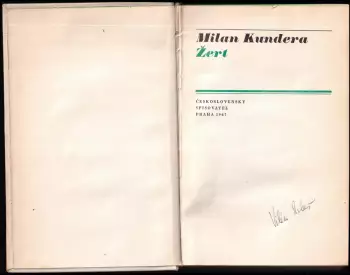 Milan Kundera
Žert
ČESKOSLOVENSKÝ
SPISOVATEL
PRAHA 1967